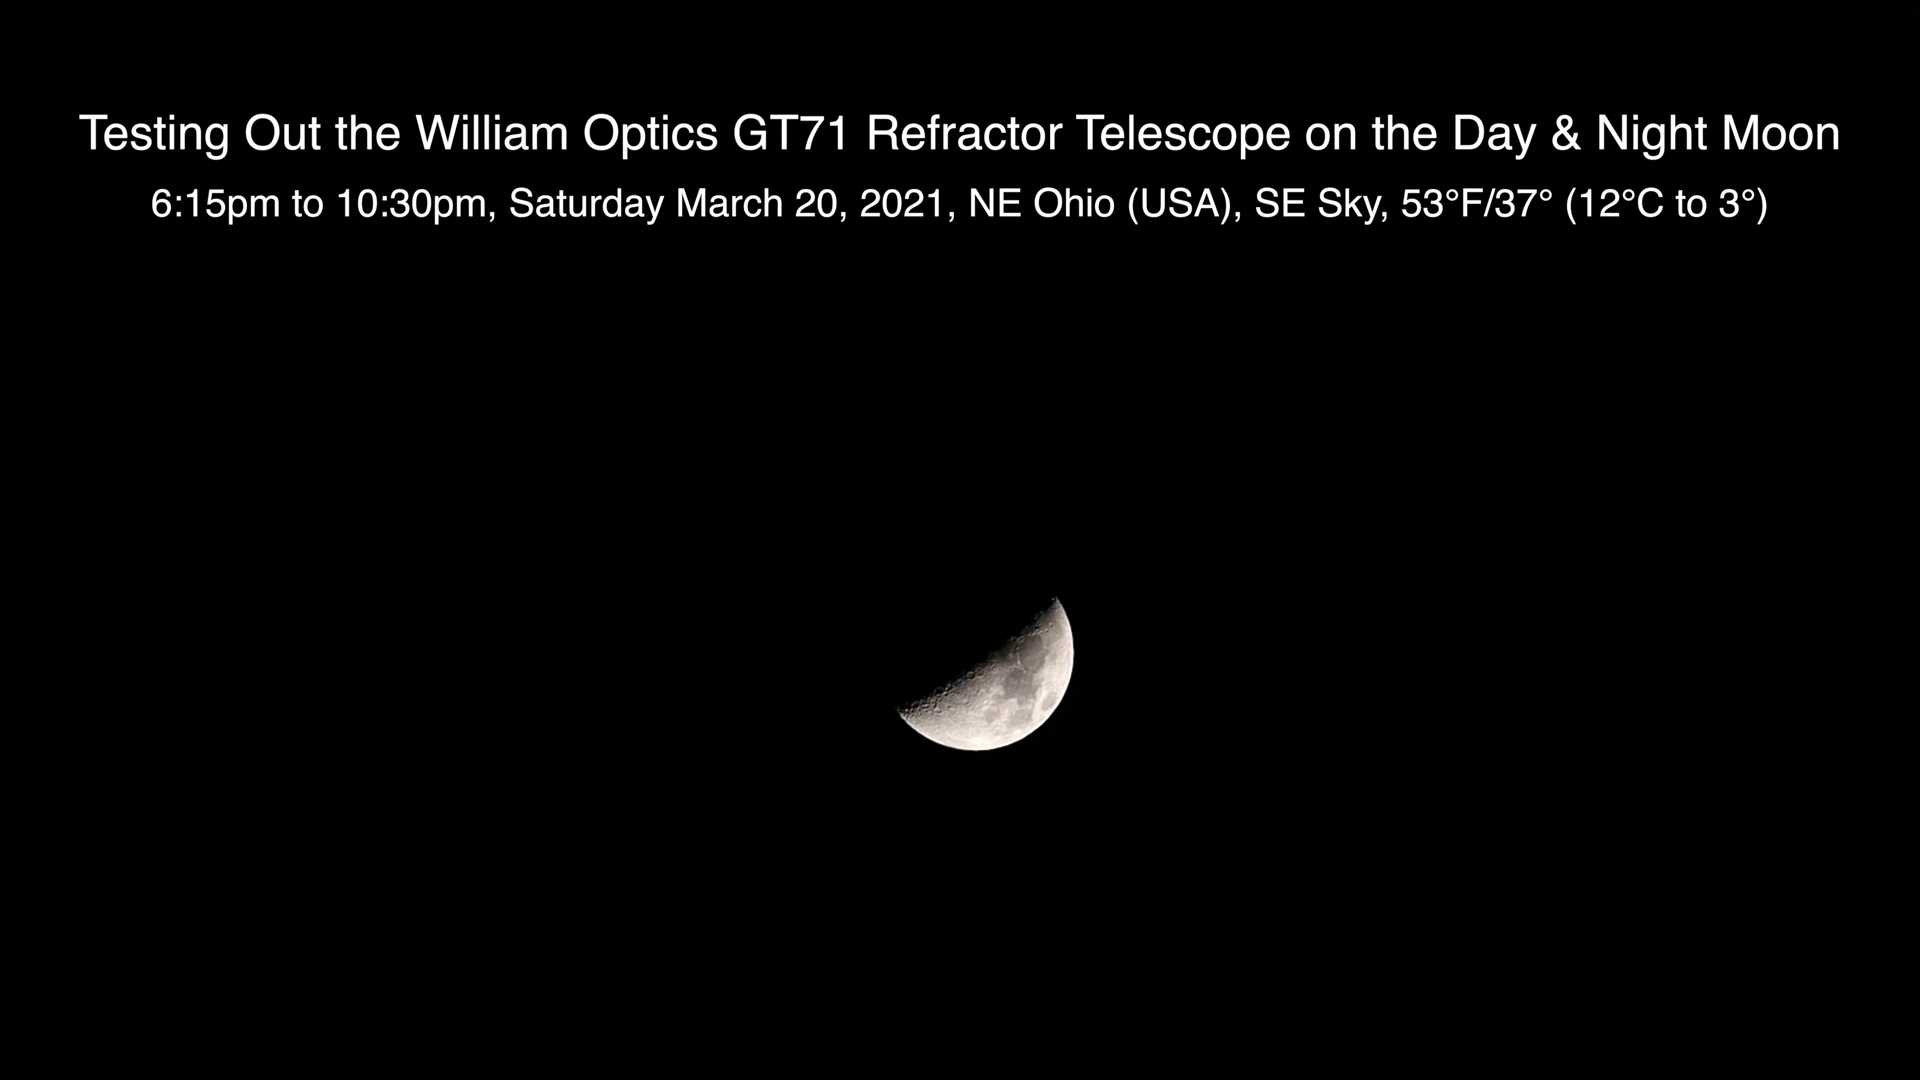 Testing Out the William Optics GT71 Refractor Telescope on the Day & Night Moon
6:15pm to 10:30pm, Saturday March 20, 2021, NE Ohio (USA), SE Sky, 53°F/37° (12°C to 3°)